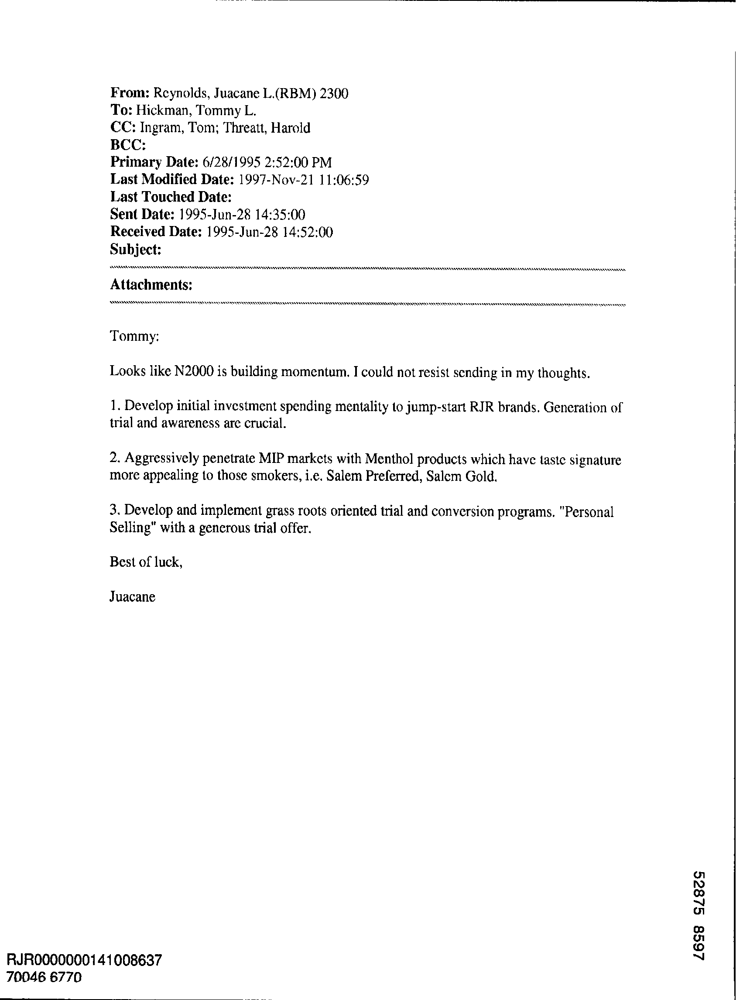 From: Reynolds, Juacane L.(RBM) 2300
To: Hickman, Tommy L.
CC: Ingram, Tom; Threatt, Harold
BCC:
Primary Date: 6/28/1995 2:52:00 PM
Last Modified Date: 1997-Nov-21 11:06:59
Last Touched Date:
Sent Date: 1995-Jun-28 14:35:00
Received Date: 1995-Jun-28 14:52:00
Subject:
Attachments:
Tommy:
Looks like N2000 is building momentum. I could not resist sending in my thoughts.
1. Develop initial investment spending mentality to jump-start RJR brands. Generation of
trial and awareness are crucial.
2. Aggressively penetrate MIP markets with Menthol products which have taste signature
more appealing to those smokers, i.e. Salem Preferred, Salem Gold.
3. Develop and implement grass roots oriented trial and conversion programs. "Personal
Selling" with a generous trial offer.
Best of luck,
Juacane
52875 8597
RJR0000000141008637
70046 6770